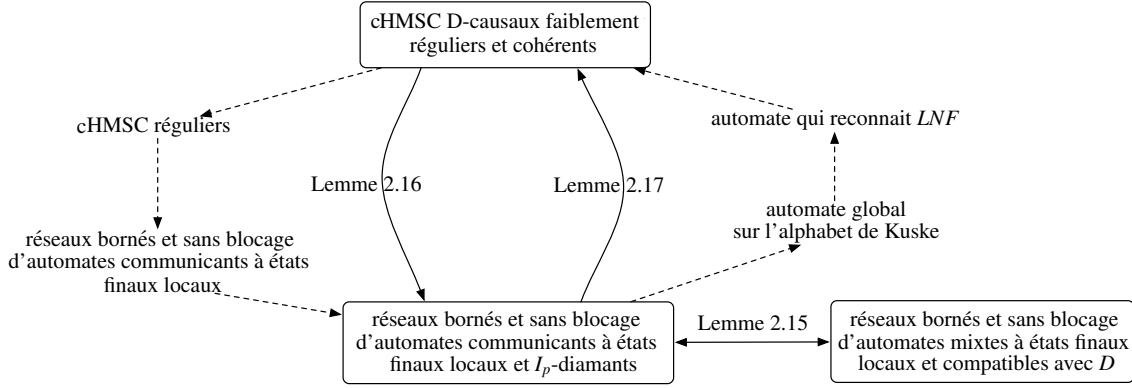 cHMSC D-causaux faiblement
réguliers et cohérents
cHMSC réguliers
automate qui reconnait LNF
Lemme 2.16
Lemme 2.17
automate global
sur l'alphabet de Kuske
réseaux bornés et sans blocage
d'automates communicants à états
finaux locaux
réseaux bornés et sans blocage
d'automates communicants à états
finaux locaux et I_p-diamants
Lemme 2.15
réseaux bornés et sans blocage
d'automates mixtes à états finaux
locaux et compatibles avec D